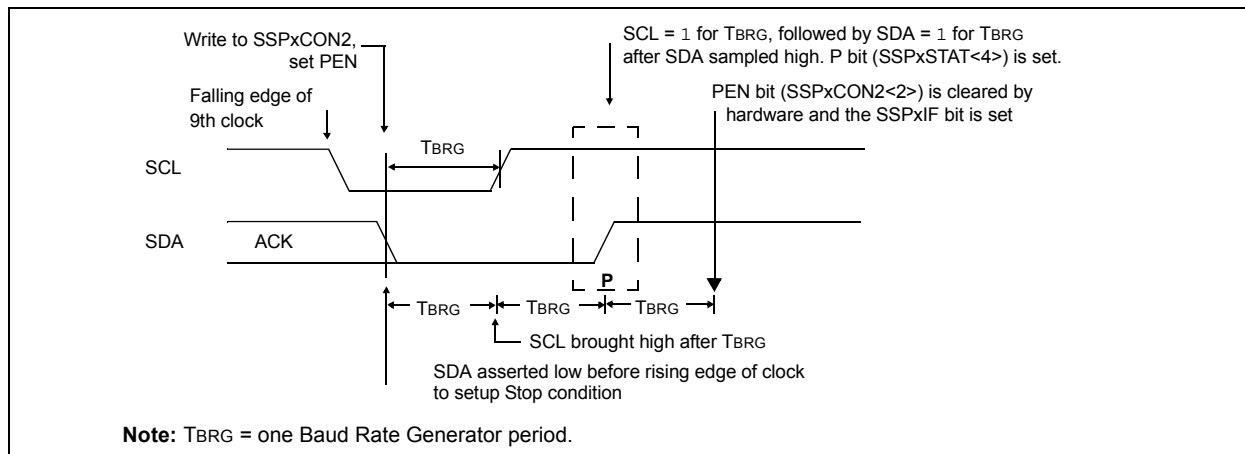 Write to SSPxCON2,
set PEN
SCL = 1 for TBRG, followed by SDA = 1 for TBRG
after SDA sampled high. P bit (SSPxSTAT<4>) is set.
Falling edge of
9th clock
PEN bit (SSPxCON2<2>) is cleared by
hardware and the SSPxIF bit is set
TBRG
SCL
SDA
ACK
P
TBRG
TBRG
TBRG
SCL brought high after TBRG
SDA asserted low before rising edge of clock
to setup Stop condition
Note: TBRG = one Baud Rate Generator period.